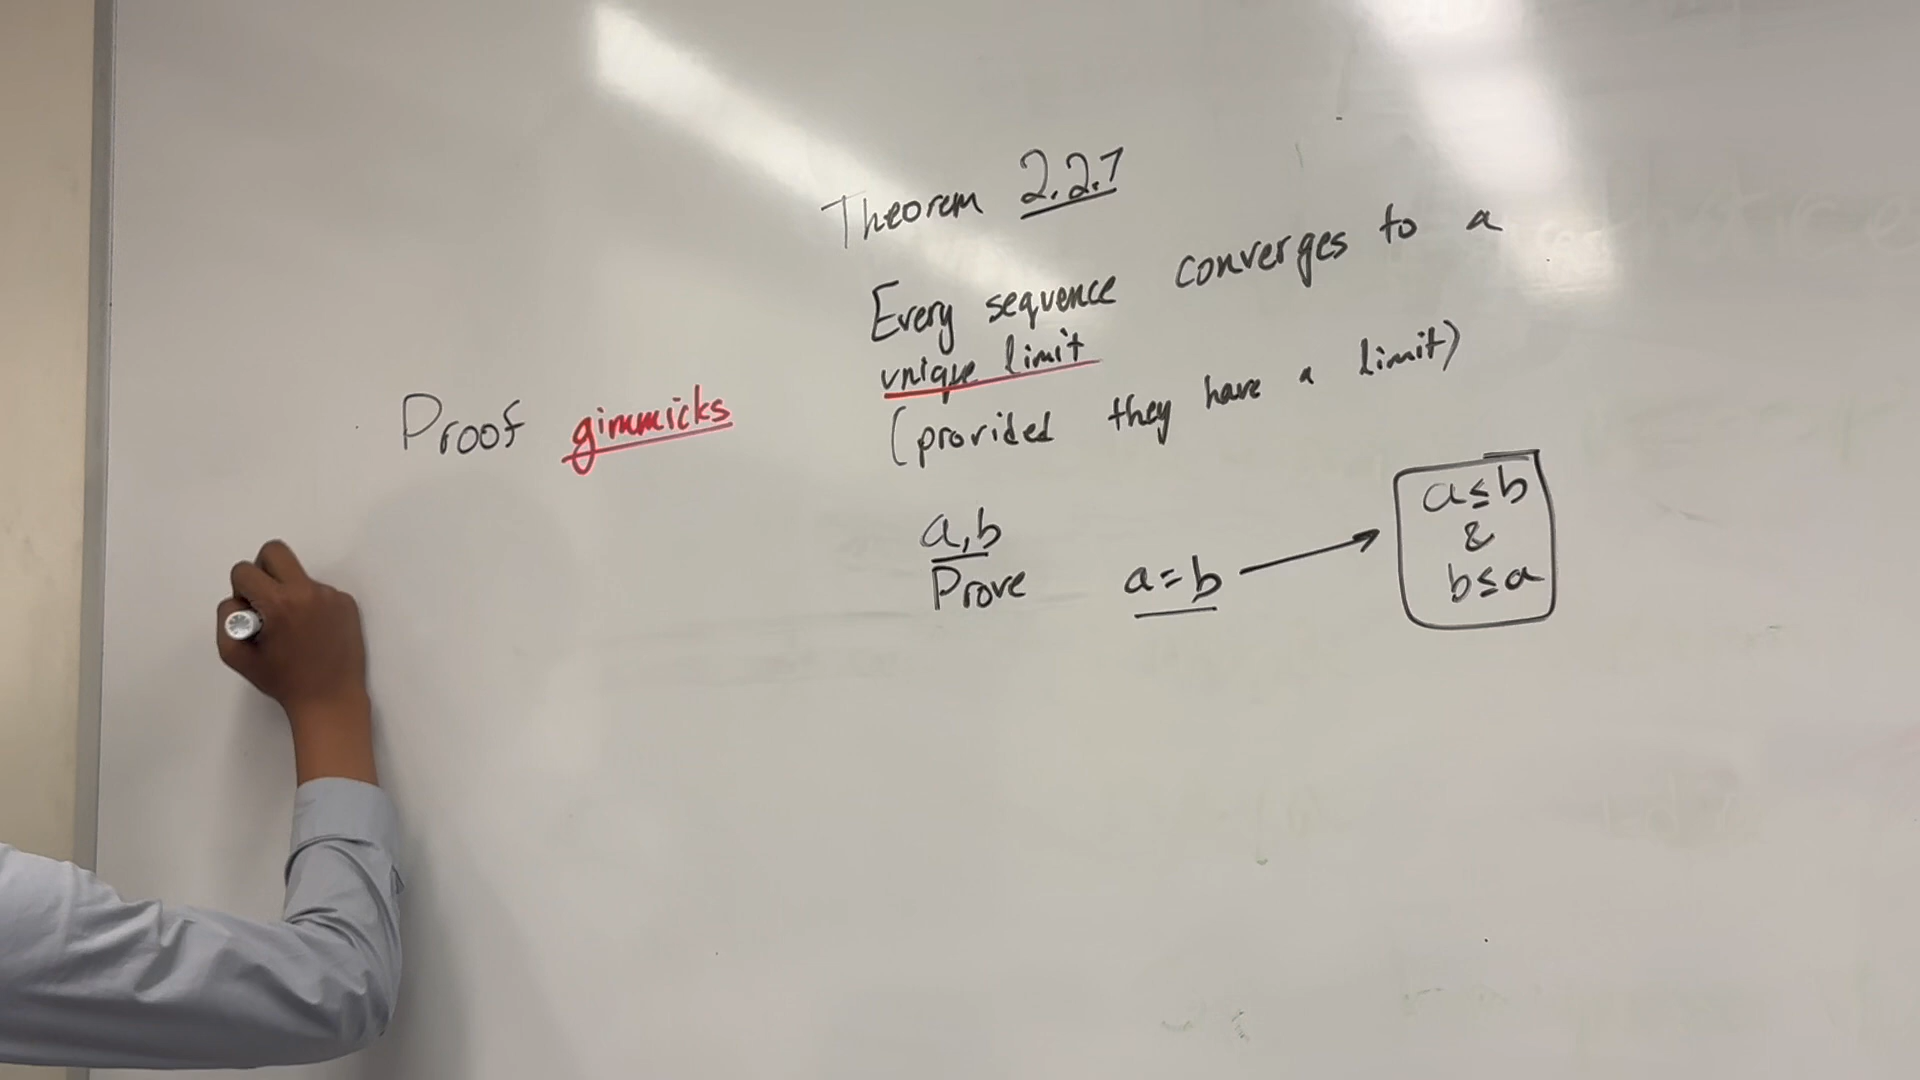 Theorem 2.2.7
Every sequence converges to a
unique limit
(provided they have a limit)
Proof gimmicks
a,b
Prove a=b
a≤b
&
b≤a